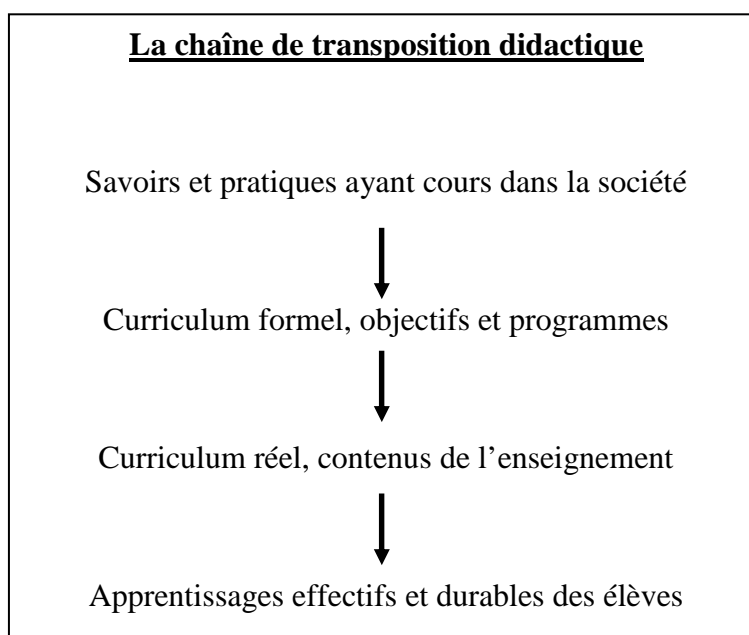 La chaîne de transposition didactique
Savoirs et pratiques ayant cours dans la société
Curriculum formel, objectifs et programmes
Curriculum réel, contenus de l’enseignement
Apprentissages effectifs et durables des élèves